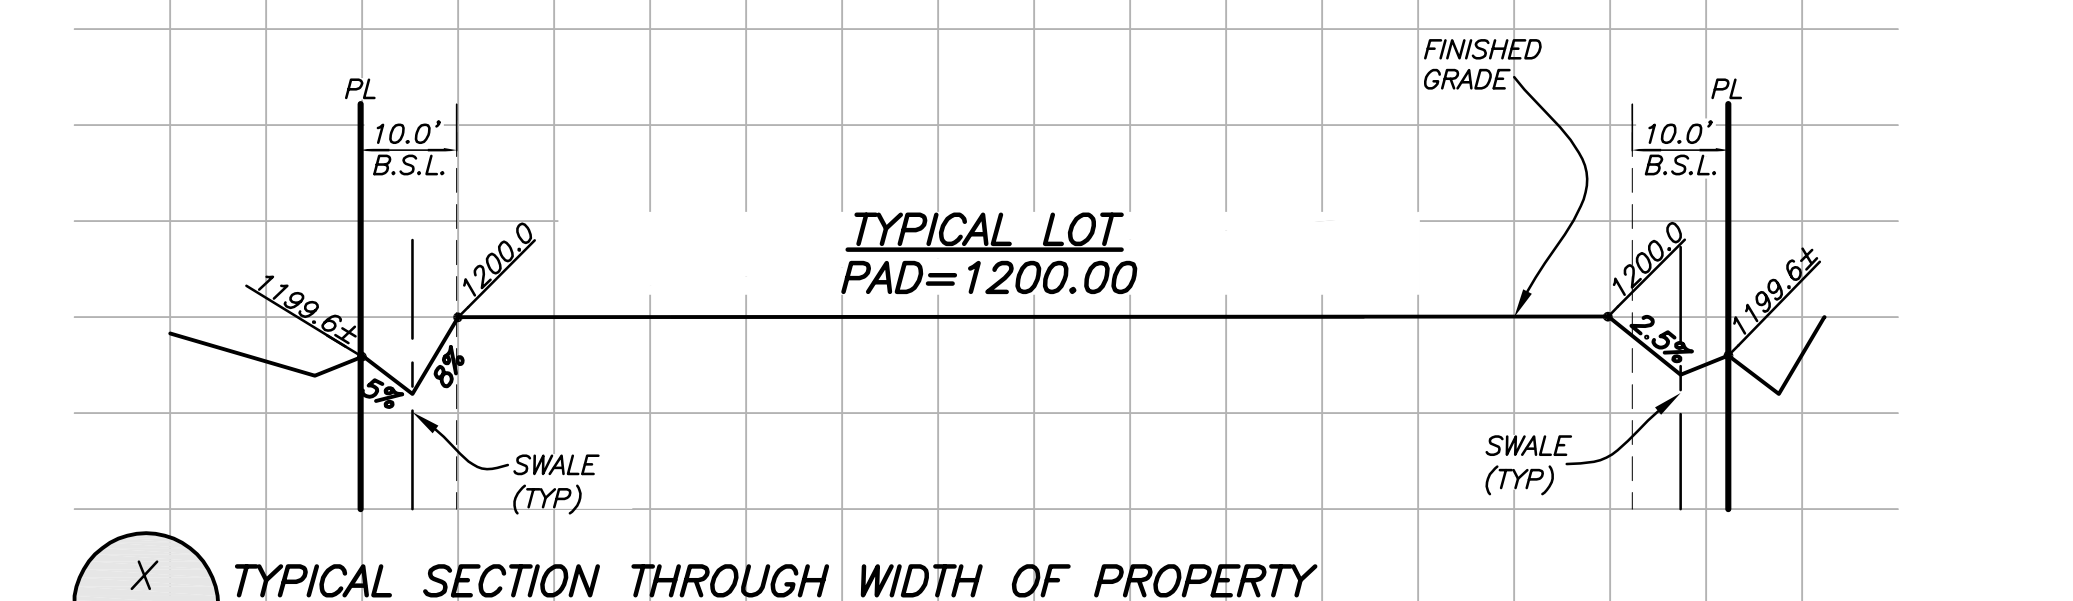 FINISHED
GRADE
PL
PL
10.0'
B.S.L.
10.0'
B.S.L.
TYPICAL LOT
PAD=1200.00
1199.6±
1200.0
1200.0
1199.6±
5%
8%
2.5%
SWALE
(TYP)
SWALE
(TYP)
X
TYPICAL SECTION THROUGH WIDTH OF PROPERTY